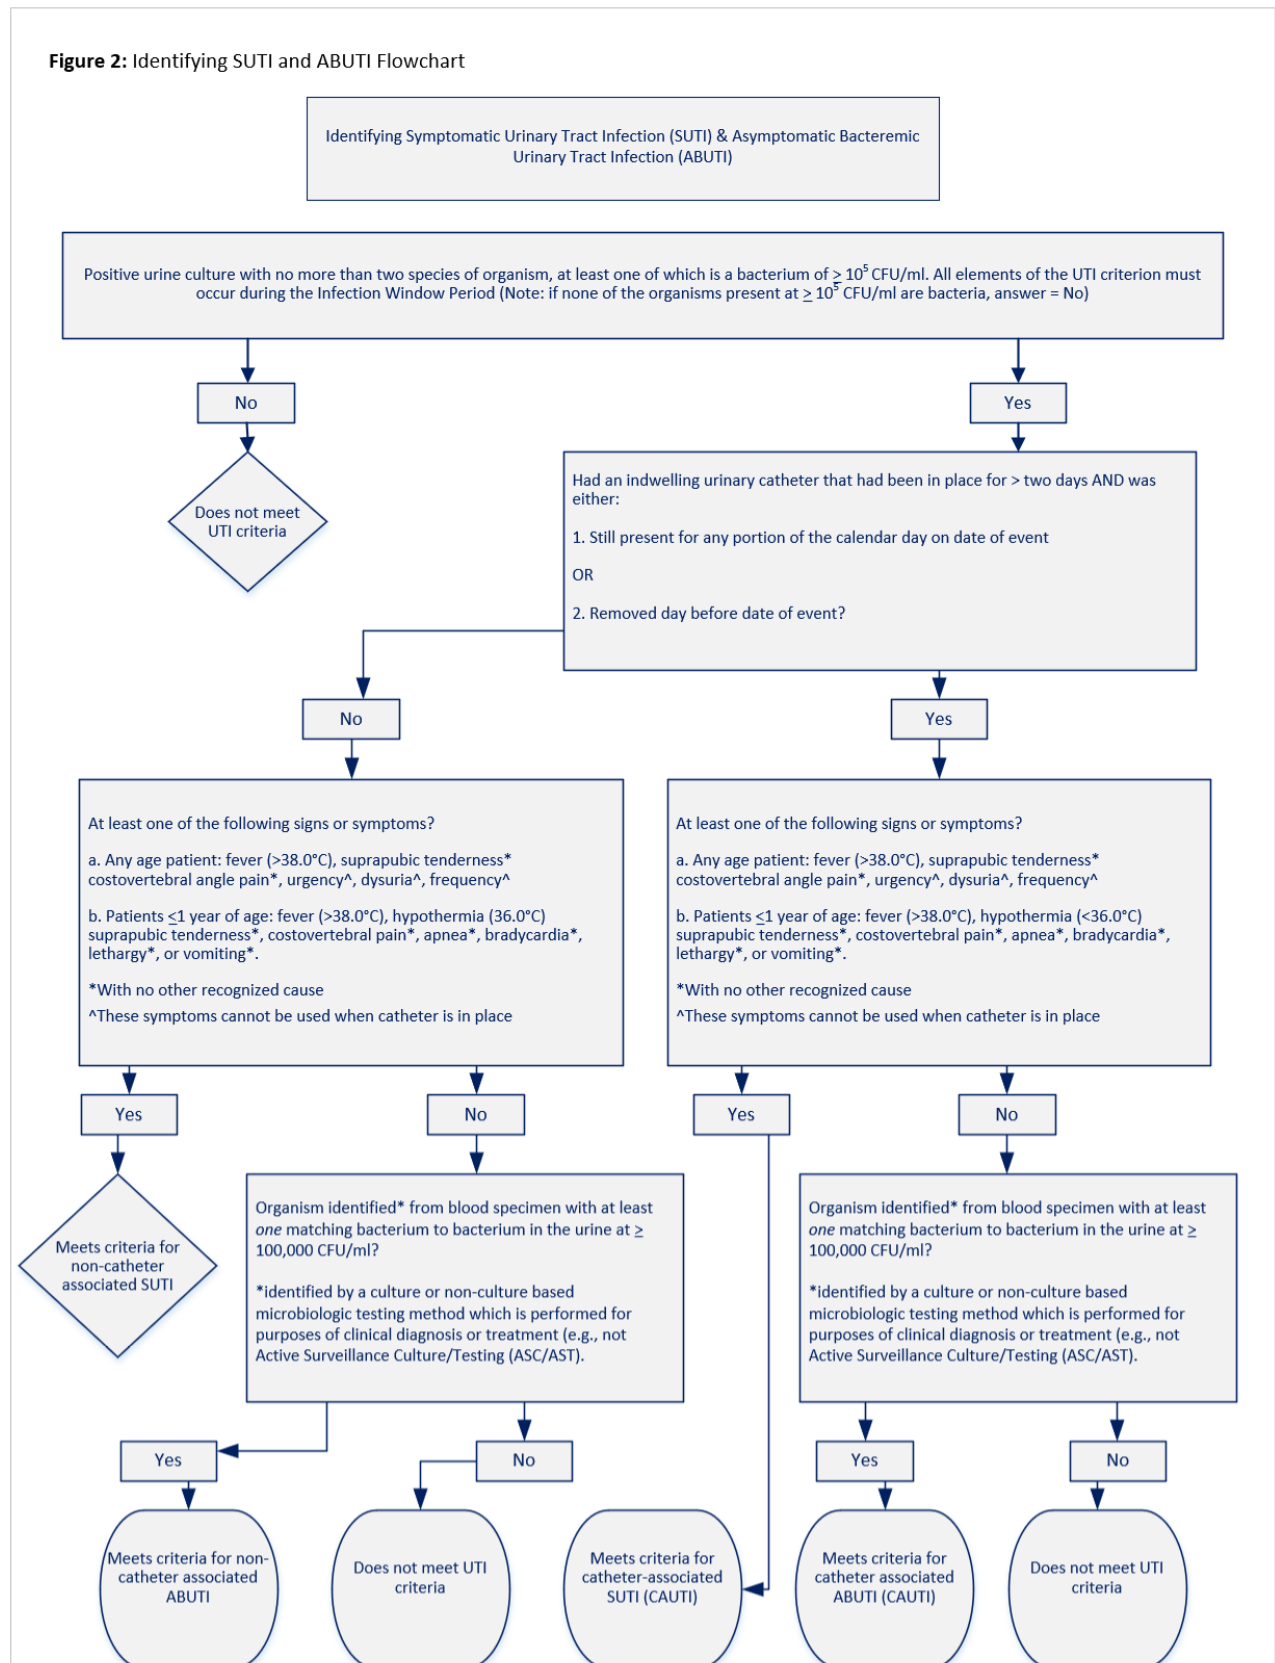 Figure 2: Identifying SUTI and ABUTI Flowchart
Identifying Symptomatic Urinary Tract Infection (SUTI) & Asymptomatic Bacteremic
Urinary Tract Infection (ABUTI)
Positive urine culture with no more than two species of organism, at least one of which is a bacterium of ≥ 10⁵ CFU/ml. All elements of the UTI criterion must
occur during the Infection Window Period (Note: if none of the organisms present at ≥ 10⁵ CFU/ml are bacteria, answer = No)
No
Yes
Does not meet
UTI criteria
Had an indwelling urinary catheter that had been in place for > two days AND was
either:
1. Still present for any portion of the calendar day on date of event
OR
2. Removed day before date of event?
No
Yes
At least one of the following signs or symptoms?
a. Any age patient: fever (>38.0°C), suprapubic tenderness*
costovertebral angle pain*, urgency^, dysuria^, frequency^
b. Patients ≤1 year of age: fever (>38.0°C), hypothermia (36.0°C)
suprapubic tenderness*, costovertebral pain*, apnea*, bradycardia*,
lethargy*, or vomiting*.
*With no other recognized cause
^These symptoms cannot be used when catheter is in place
At least one of the following signs or symptoms?
a. Any age patient: fever (>38.0°C), suprapubic tenderness*
costovertebral angle pain*, urgency^, dysuria^, frequency^
b. Patients ≤1 year of age: fever (>38.0°C), hypothermia (<36.0°C)
suprapubic tenderness*, costovertebral pain*, apnea*, bradycardia*,
lethargy*, or vomiting*.
*With no other recognized cause
^These symptoms cannot be used when catheter is in place
Yes
No
Yes
No
Meets criteria for
non-catheter
associated SUTI
Organism identified* from blood specimen with at least
one matching bacterium to bacterium in the urine at ≥
100,000 CFU/ml?
*identified by a culture or non-culture based
microbiologic testing method which is performed for
purposes of clinical diagnosis or treatment (e.g., not
Active Surveillance Culture/Testing (ASC/AST).
Organism identified* from blood specimen with at least
one matching bacterium to bacterium in the urine at ≥
100,000 CFU/ml?
*identified by a culture or non-culture based
microbiologic testing method which is performed for
purposes of clinical diagnosis or treatment (e.g., not
Active Surveillance Culture/Testing (ASC/AST).
Yes
No
Yes
No
Meets criteria for non-
catheter associated
ABUTI
Does not meet UTI
criteria
Meets criteria for
catheter-associated
SUTI (CAUTI)
Meets criteria for
catheter associated
ABUTI (CAUTI)
Does not meet UTI
criteria